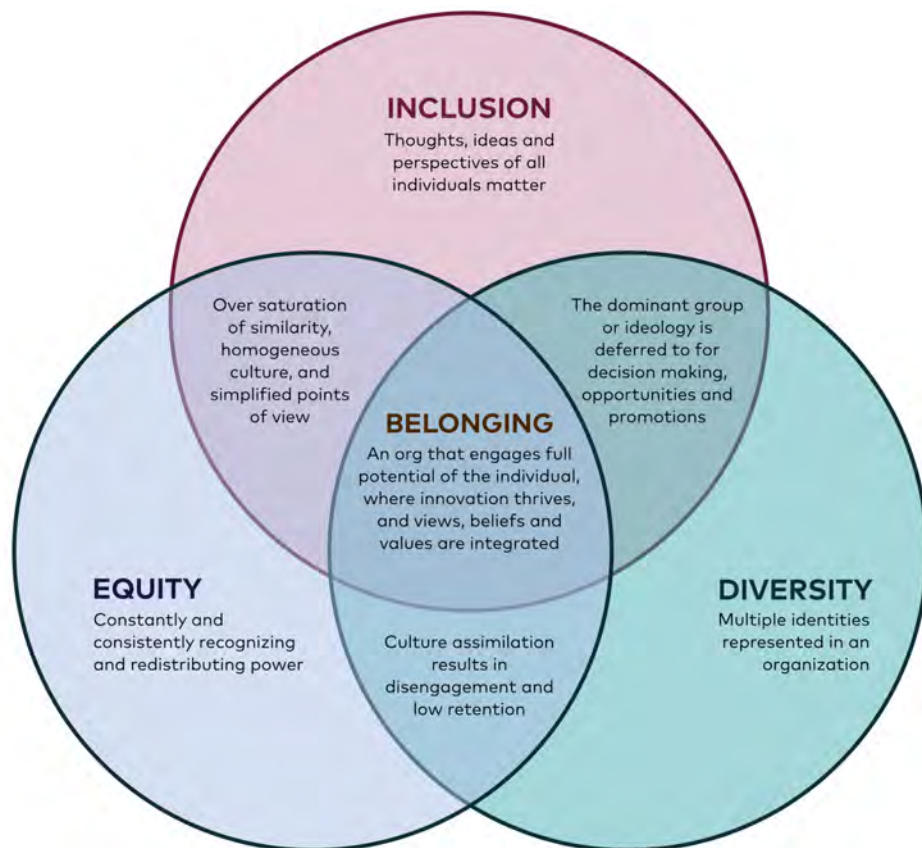 INCLUSION
Thoughts, ideas and
perspectives of all
individuals matter
Over saturation
of similarity,
homogeneous
culture, and
simplified points
of view
The dominant group
or ideology is
deferred to for
decision making,
opportunities and
promotions
BELONGING
An org that engages full
potential of the individual,
where innovation thrives,
and views, beliefs and
values are integrated
EQUITY
Constantly and
consistently recognizing
and redistributing power
Culture assimilation
results in
disengagement and
low retention
DIVERSITY
Multiple identities
represented in an
organization